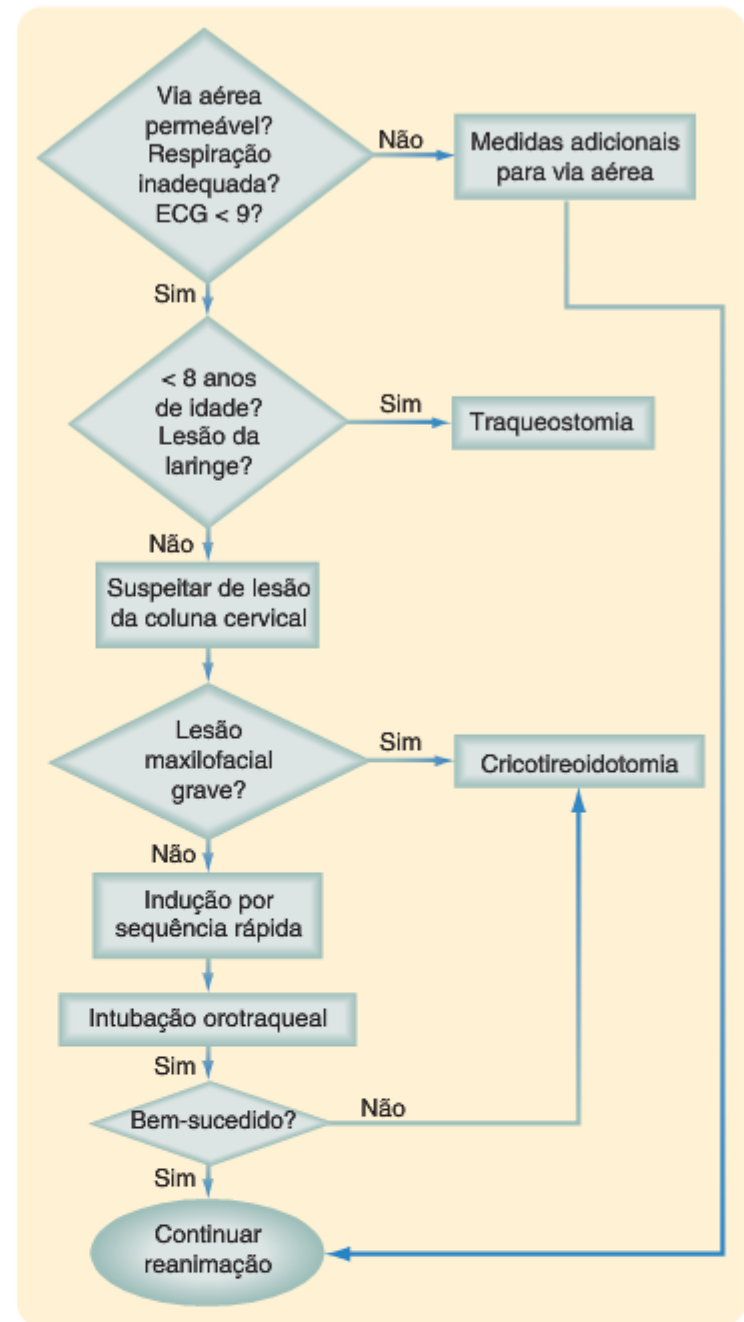 Via aérea
permeável?
Respiração
inadequada?
ECG < 9?
Não
Medidas adicionais
para via aérea
Sim
< 8 anos
de idade?
Lesão da
laringe?
Sim
Traqueostomia
Não
Suspeitar de lesão
da coluna cervical
Lesão
maxilofacial
grave?
Sim
Cricotireoidotomia
Não
Indução por
sequência rápida
Intubação orotraqueal
Sim
Bem-sucedido?
Não
Sim
Continuar
reanimação